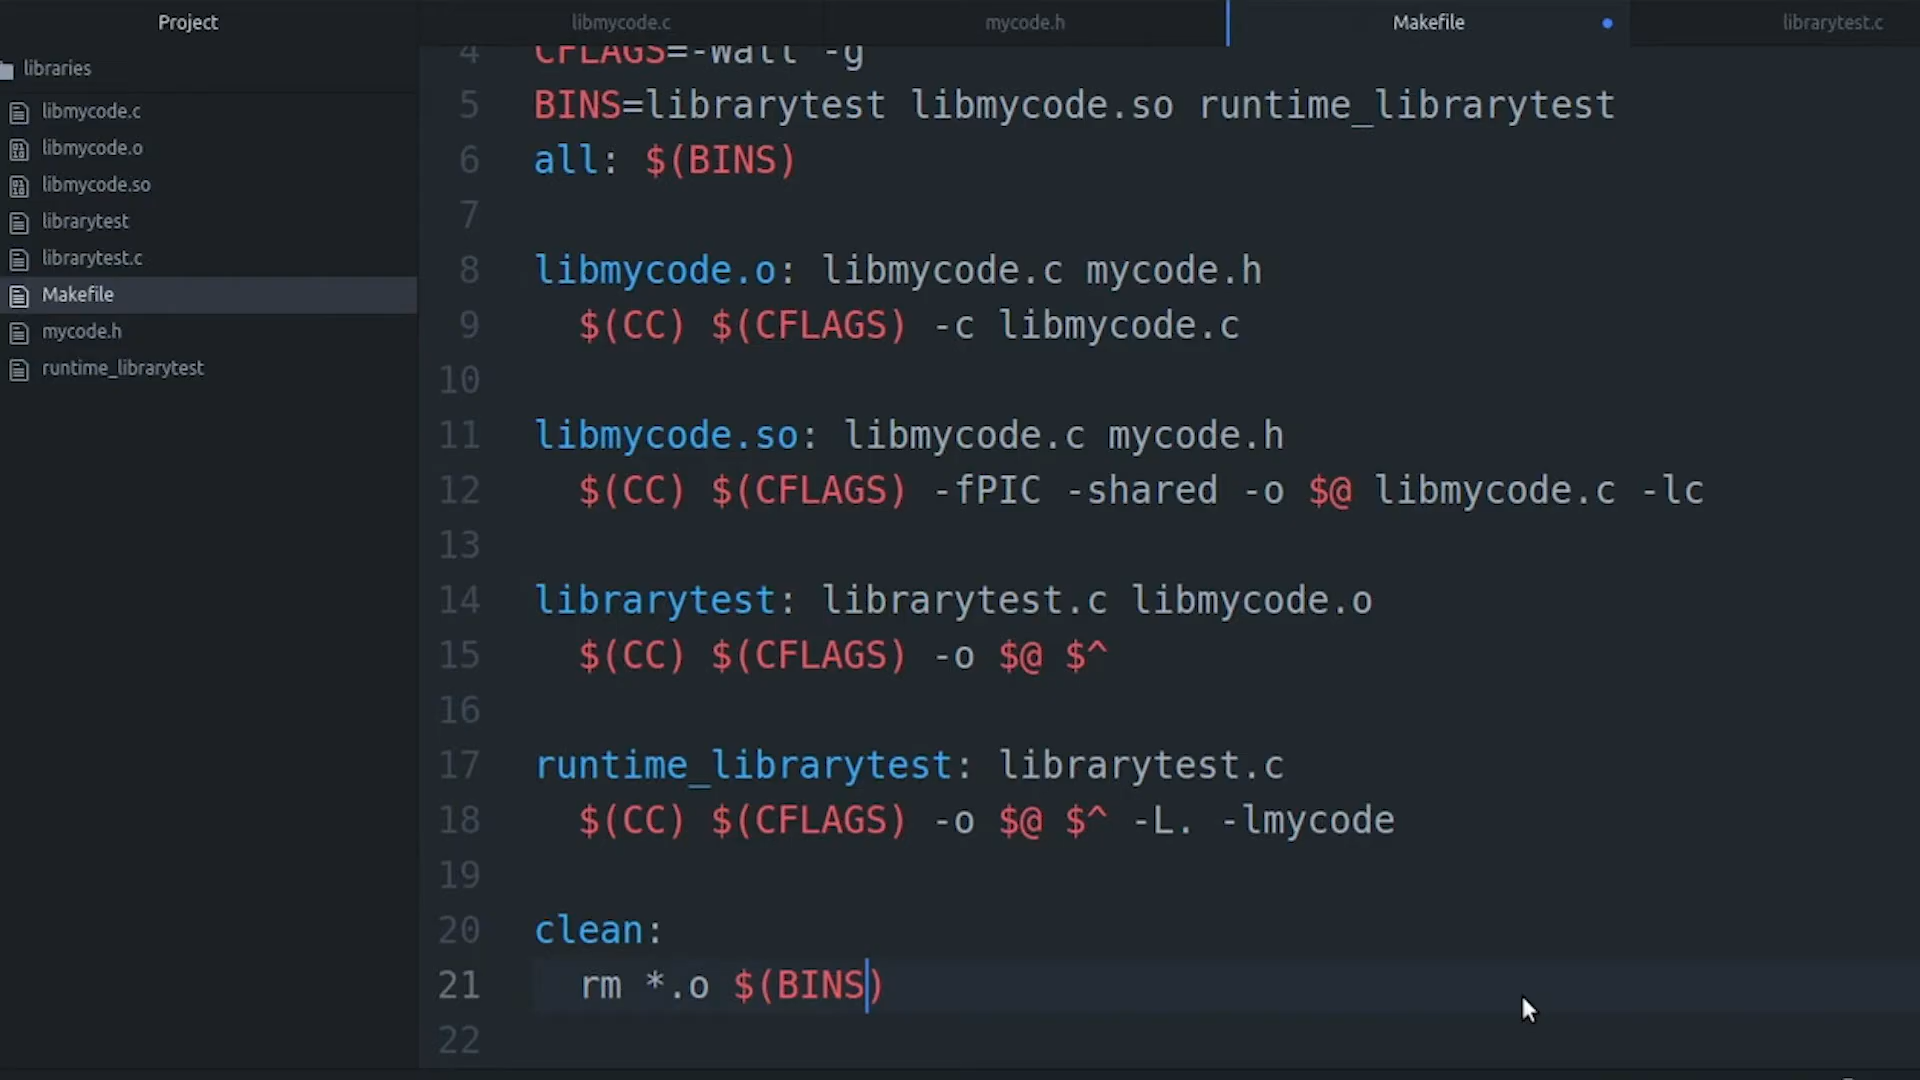 Project
libraries
libmycode.c
libmycode.o
libmycode.so
librarytest
librarytest.c
Makefile
mycode.h
runtime_librarytest
libmycode.c
mycode.h
Makefile
librarytest.c
4 CFLAGS=-Wall -g
5 BINS=librarytest libmycode.so runtime_librarytest
6 all: $(BINS)
7
8 libmycode.o: libmycode.c mycode.h
9 $(CC) $(CFLAGS) -c libmycode.c
10
11 libmycode.so: libmycode.c mycode.h
12 $(CC) $(CFLAGS) -fPIC -shared -o $@ libmycode.c -lc
13
14 librarytest: librarytest.c libmycode.o
15 $(CC) $(CFLAGS) -o $@ $^
16
17 runtime_librarytest: librarytest.c
18 $(CC) $(CFLAGS) -o $@ $^ -L. -lmycode
19
20 clean:
21 rm *.o $(BINS)
22